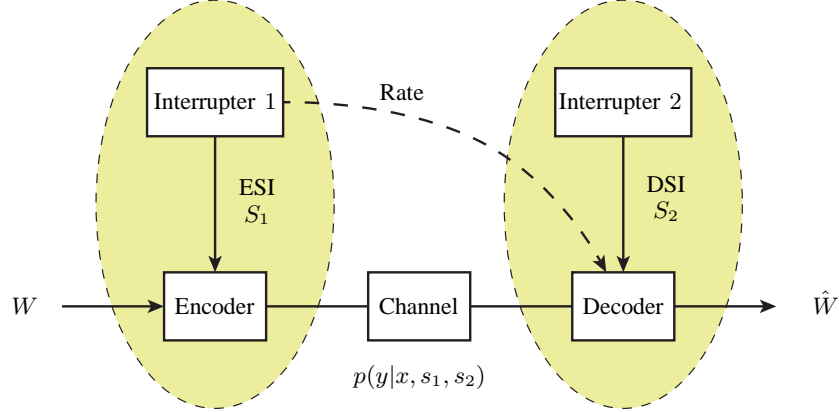 Interrupter 1
Rate
Interrupter 2
ESI
S₁
DSI
S₂
W
Encoder
Channel
Decoder
Ŵ
p(y|x, s₁, s₂)